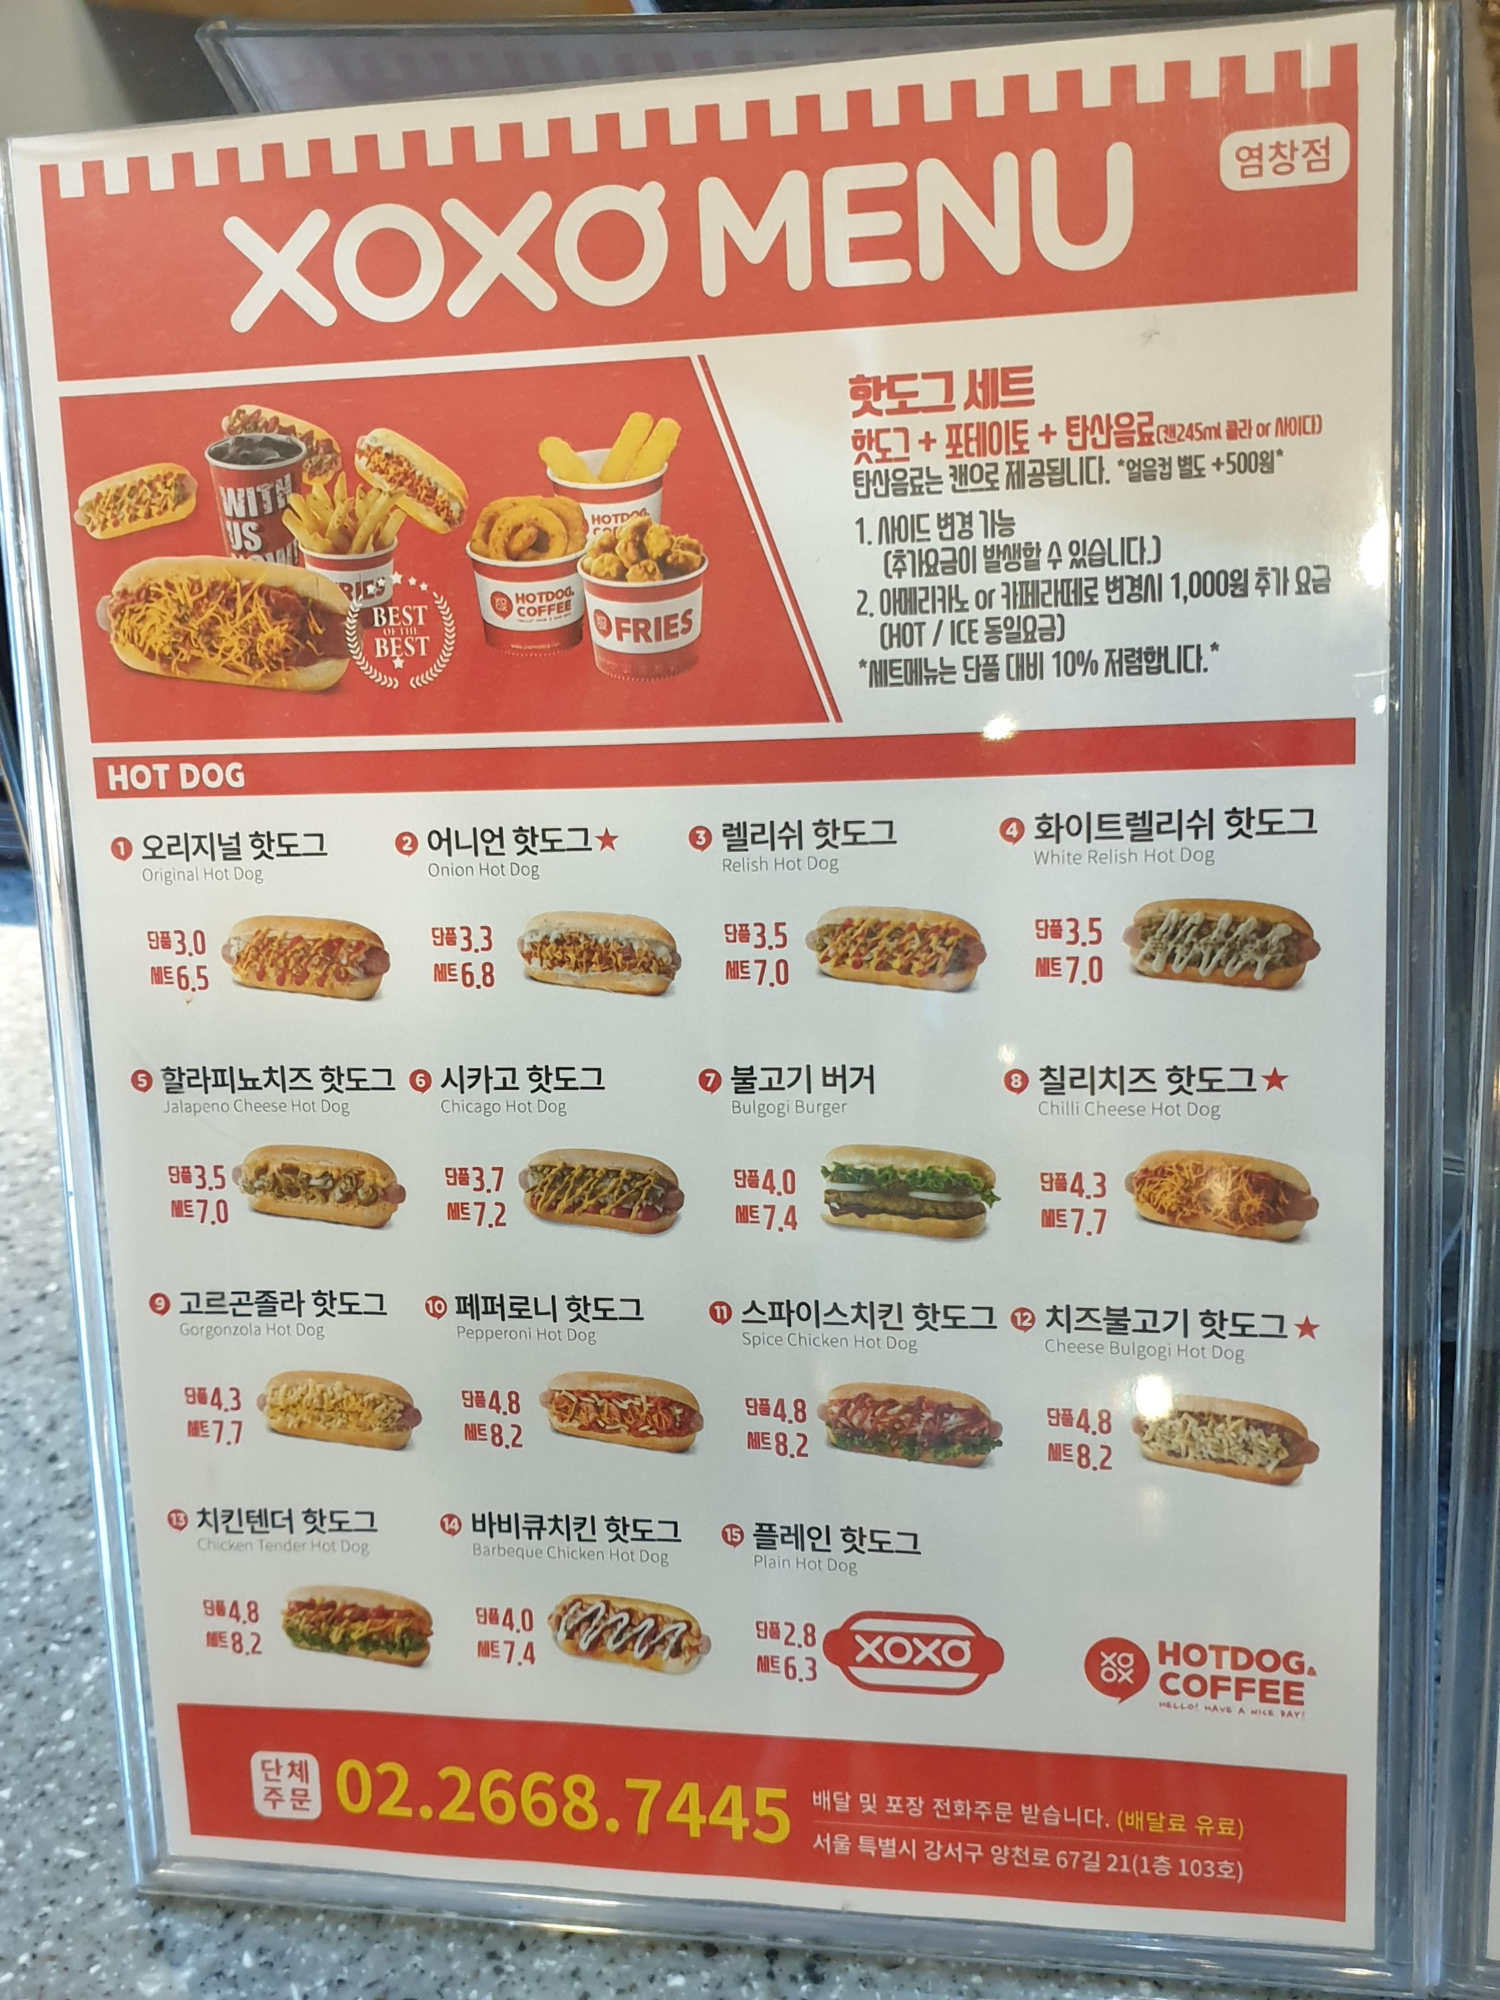 염창점
XOXO MENU
WITH
US
FRIES
BEST
OF THE
BEST
HOTDOG
HOTDOG&
COFFEE
FRIES
핫도그 세트
핫도그 + 포테이토 + 탄산음료(캔245ml 콜라 or 사이다)
탄산음료는 캔으로 제공됩니다. *얼음컵 별도 +500원*
1. 사이드 변경 가능
(추가요금이 발생할 수 있습니다.)
2. 아메리카노 or 카페라떼로 변경시 1,000원 추가 요금
(HOT / ICE 동일요금)
*세트메뉴는 단품 대비 10% 저렴합니다.*
HOT DOG
1 오리지널 핫도그
Original Hot Dog
단품3.0
세트6.5
2 어니언 핫도그★
Onion Hot Dog
단품3.3
세트6.8
3 렐리쉬 핫도그
Relish Hot Dog
단품3.5
세트7.0
4 화이트렐리쉬 핫도그
White Relish Hot Dog
단품3.5
세트7.0
5 할라피뇨치즈 핫도그
Jalapeno Cheese Hot Dog
단품3.5
세트7.0
6 시카고 핫도그
Chicago Hot Dog
단품3.7
세트7.2
7 불고기 버거
Bulgogi Burger
단품4.0
세트7.4
8 칠리치즈 핫도그★
Chilli Cheese Hot Dog
단품4.3
세트7.7
9 고르곤졸라 핫도그
Gorgonzola Hot Dog
단품4.3
세트7.7
10 페퍼로니 핫도그
Pepperoni Hot Dog
단품4.8
세트8.2
11 스파이스치킨 핫도그
Spice Chicken Hot Dog
단품4.8
세트8.2
12 치즈불고기 핫도그★
Cheese Bulgogi Hot Dog
단품4.8
세트8.2
13 치킨텐더 핫도그
Chicken Tender Hot Dog
단품4.8
세트8.2
14 바비큐치킨 핫도그
Barbeque Chicken Hot Dog
단품4.0
세트7.4
15 플레인 핫도그
Plain Hot Dog
단품2.8
세트6.3
XOXO
XO
OX
HOTDOG&
COFFEE
HELLO! HAVE A NICE DAY!
단체
주문
02.2668.7445
배달 및 포장 전화주문 받습니다. (배달료 유료)
서울 특별시 강서구 양천로 67길 21(1층 103호)